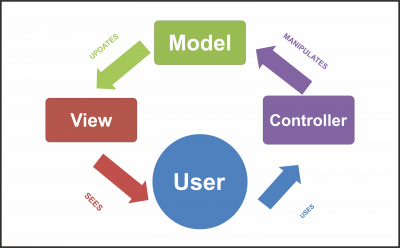 UPDATES
Model
MANIPULATES
View
Controller
User
SEES
USES